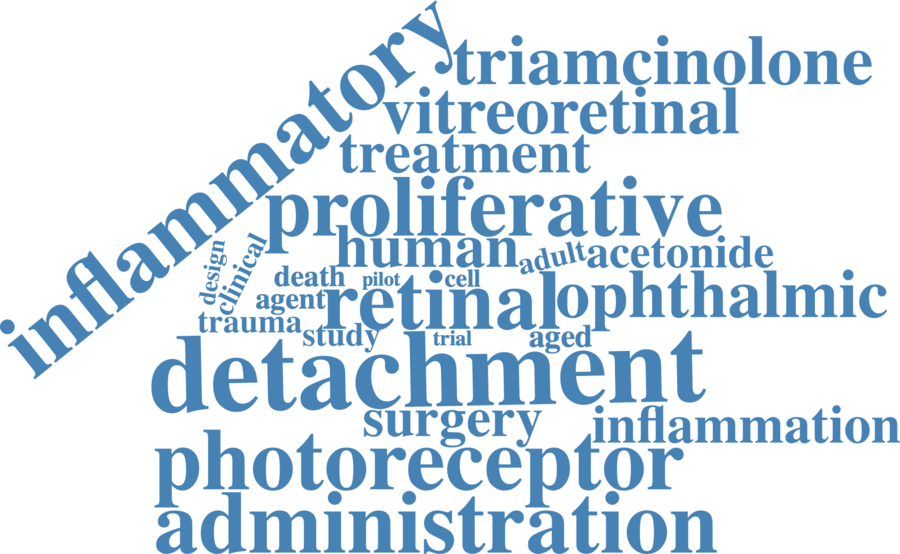 inflammatory
triamcinolone
vitreoretinal
treatment
proliferative
human
adult
acetonide
design
clinical
death
pilot
cell
agent
retinal
ophthalmic
trauma
study
trial
aged
detachment
surgery
inflammation
photoreceptor
administration